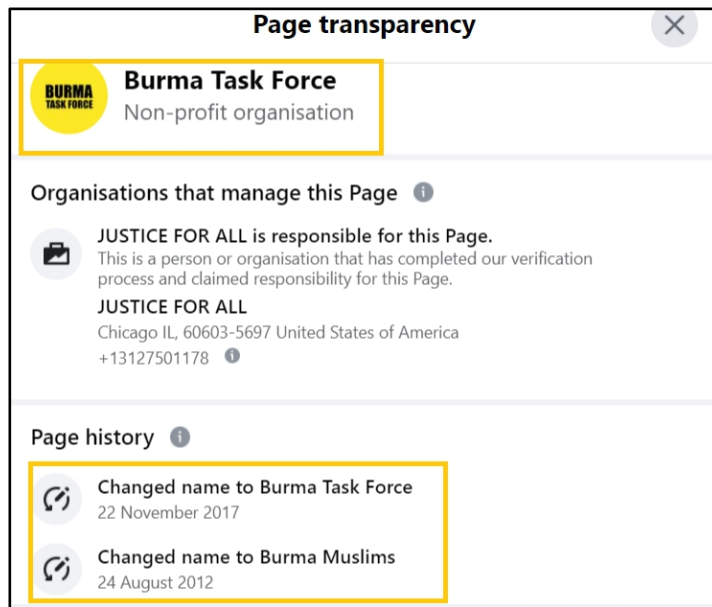 Page transparency
BURMA
TASK FORCE
Burma Task Force
Non-profit organisation
Organisations that manage this Page
JUSTICE FOR ALL is responsible for this Page.
This is a person or organisation that has completed our verification
process and claimed responsibility for this Page.
JUSTICE FOR ALL
Chicago IL, 60603-5697 United States of America
+13127501178
Page history
Changed name to Burma Task Force
22 November 2017
Changed name to Burma Muslims
24 August 2012